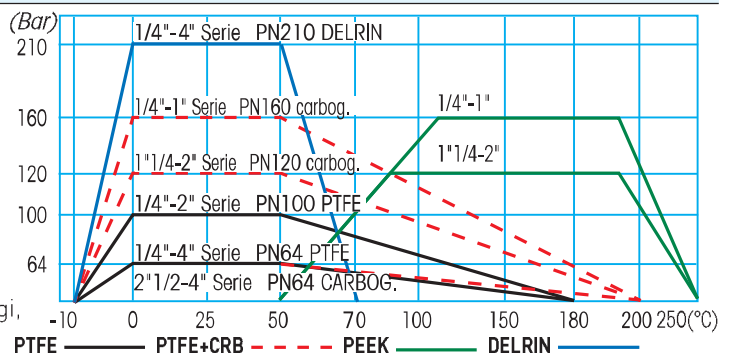 (Bar)
210
1/4"-4" Serie PN210 DELRIN
160
1/4"-1" Serie PN160 carbog.
1/4"-1"
120
1"1/4-2" Serie PN120 carbog.
1"1/4-2"
100
1/4"-2" Serie PN100 PTFE
64
1/4"-4" Serie PN64 PTFE
2"1/2-4" Serie PN64 CARBOG.
gi, -10 0 25 50 70 100 150 180 200 250(°C)
PTFE PTFE+CRB PEEK DELRIN